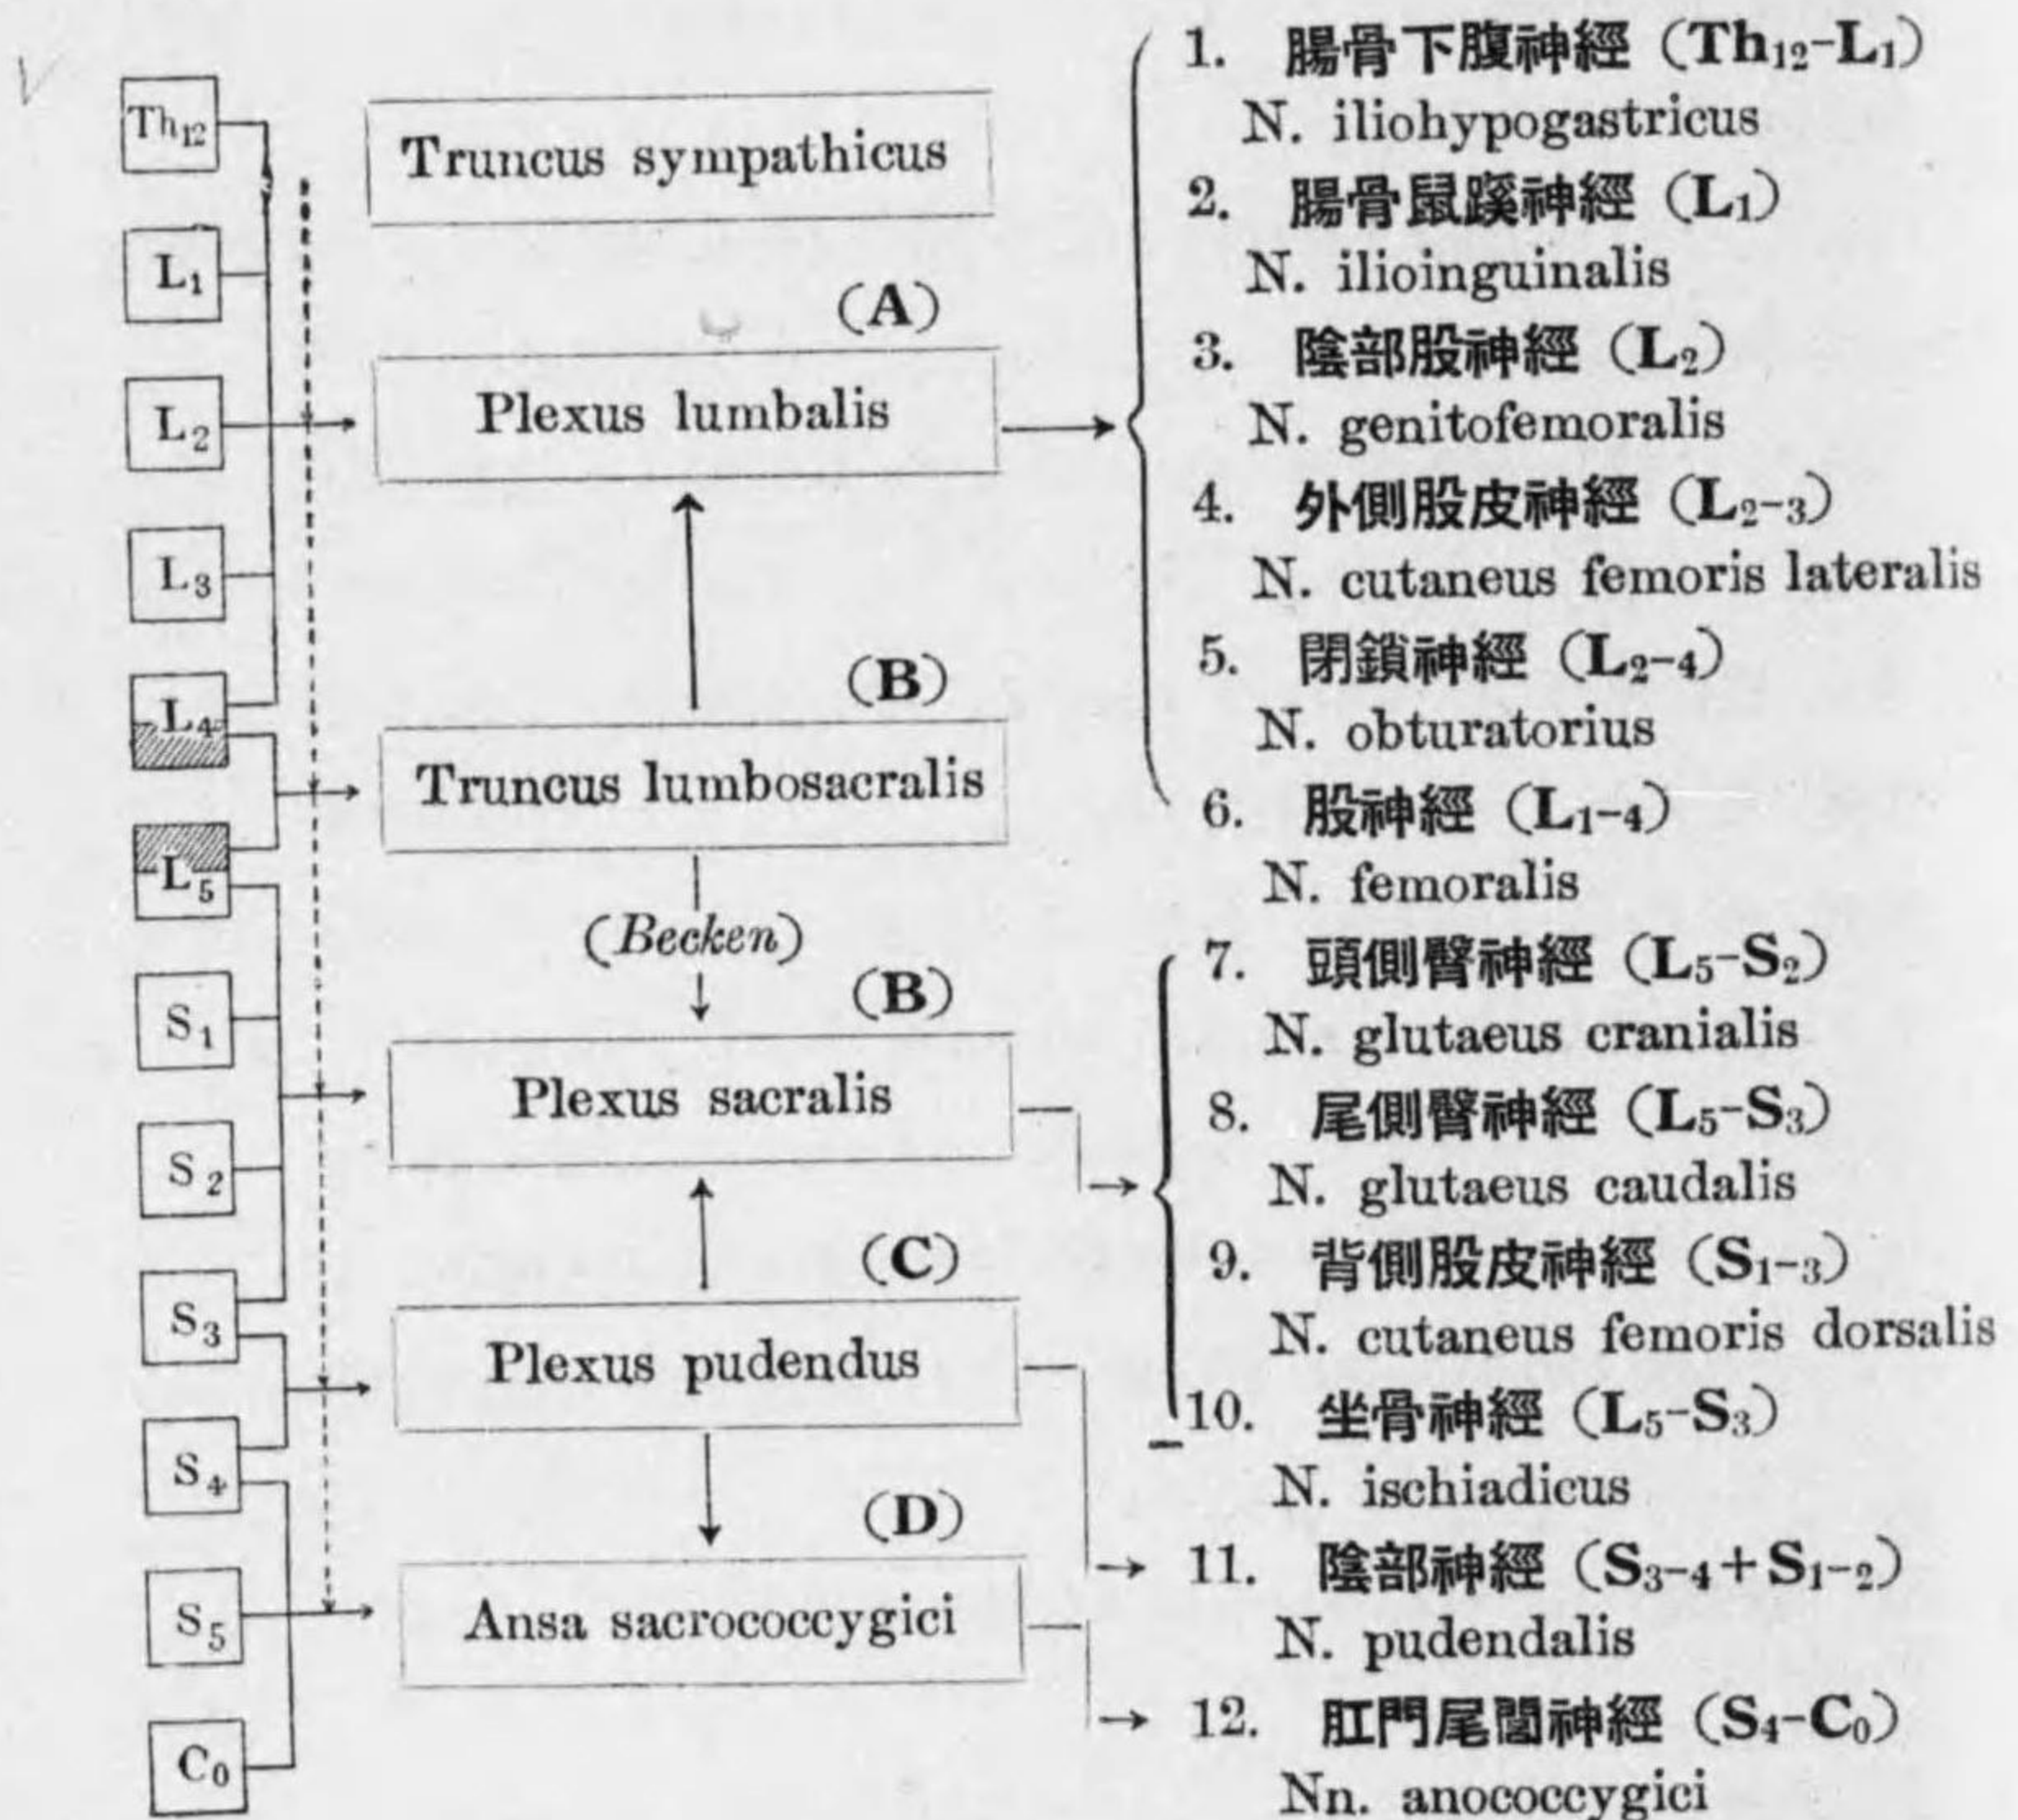 Th12
L1
L2
L3
L4
L5
S1
S2
S3
S4
S5
C0
Truncus sympathicus
(A)
Plexus lumbalis
(B)
Truncus lumbosacralis
(Becken)
(B)
Plexus sacralis
(C)
Plexus pudendus
(D)
Ansa sacrococcygici
1. 腸骨下腹神經 (Th12-L1)
N. iliohypogastricus
2. 腸骨鼠蹊神經 (L1)
N. ilioinguinalis
3. 陰部股神經 (L2)
N. genitofemoralis
4. 外側股皮神經 (L2-3)
N. cutaneus femoris lateralis
5. 閉鎖神經 (L2-4)
N. obturatorius
6. 股神經 (L1-4)
N. femoralis
7. 頭側臀神經 (L5-S2)
N. glutaeus cranialis
8. 尾側臀神經 (L5-S3)
N. glutaeus caudalis
9. 背側股皮神經 (S1-3)
N. cutaneus femoris dorsalis
10. 坐骨神經 (L5-S3)
N. ischiadicus
11. 陰部神經 (S3-4+S1-2)
N. pudendalis
12. 肛門尾閭神經 (S4-C0)
Nn. anococcygici